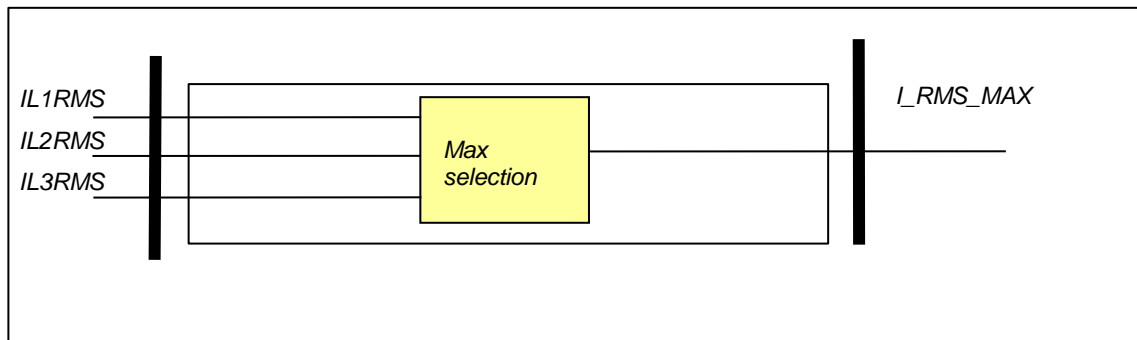 IL1RMS
IL2RMS
IL3RMS
Max
selection
I_RMS_MAX